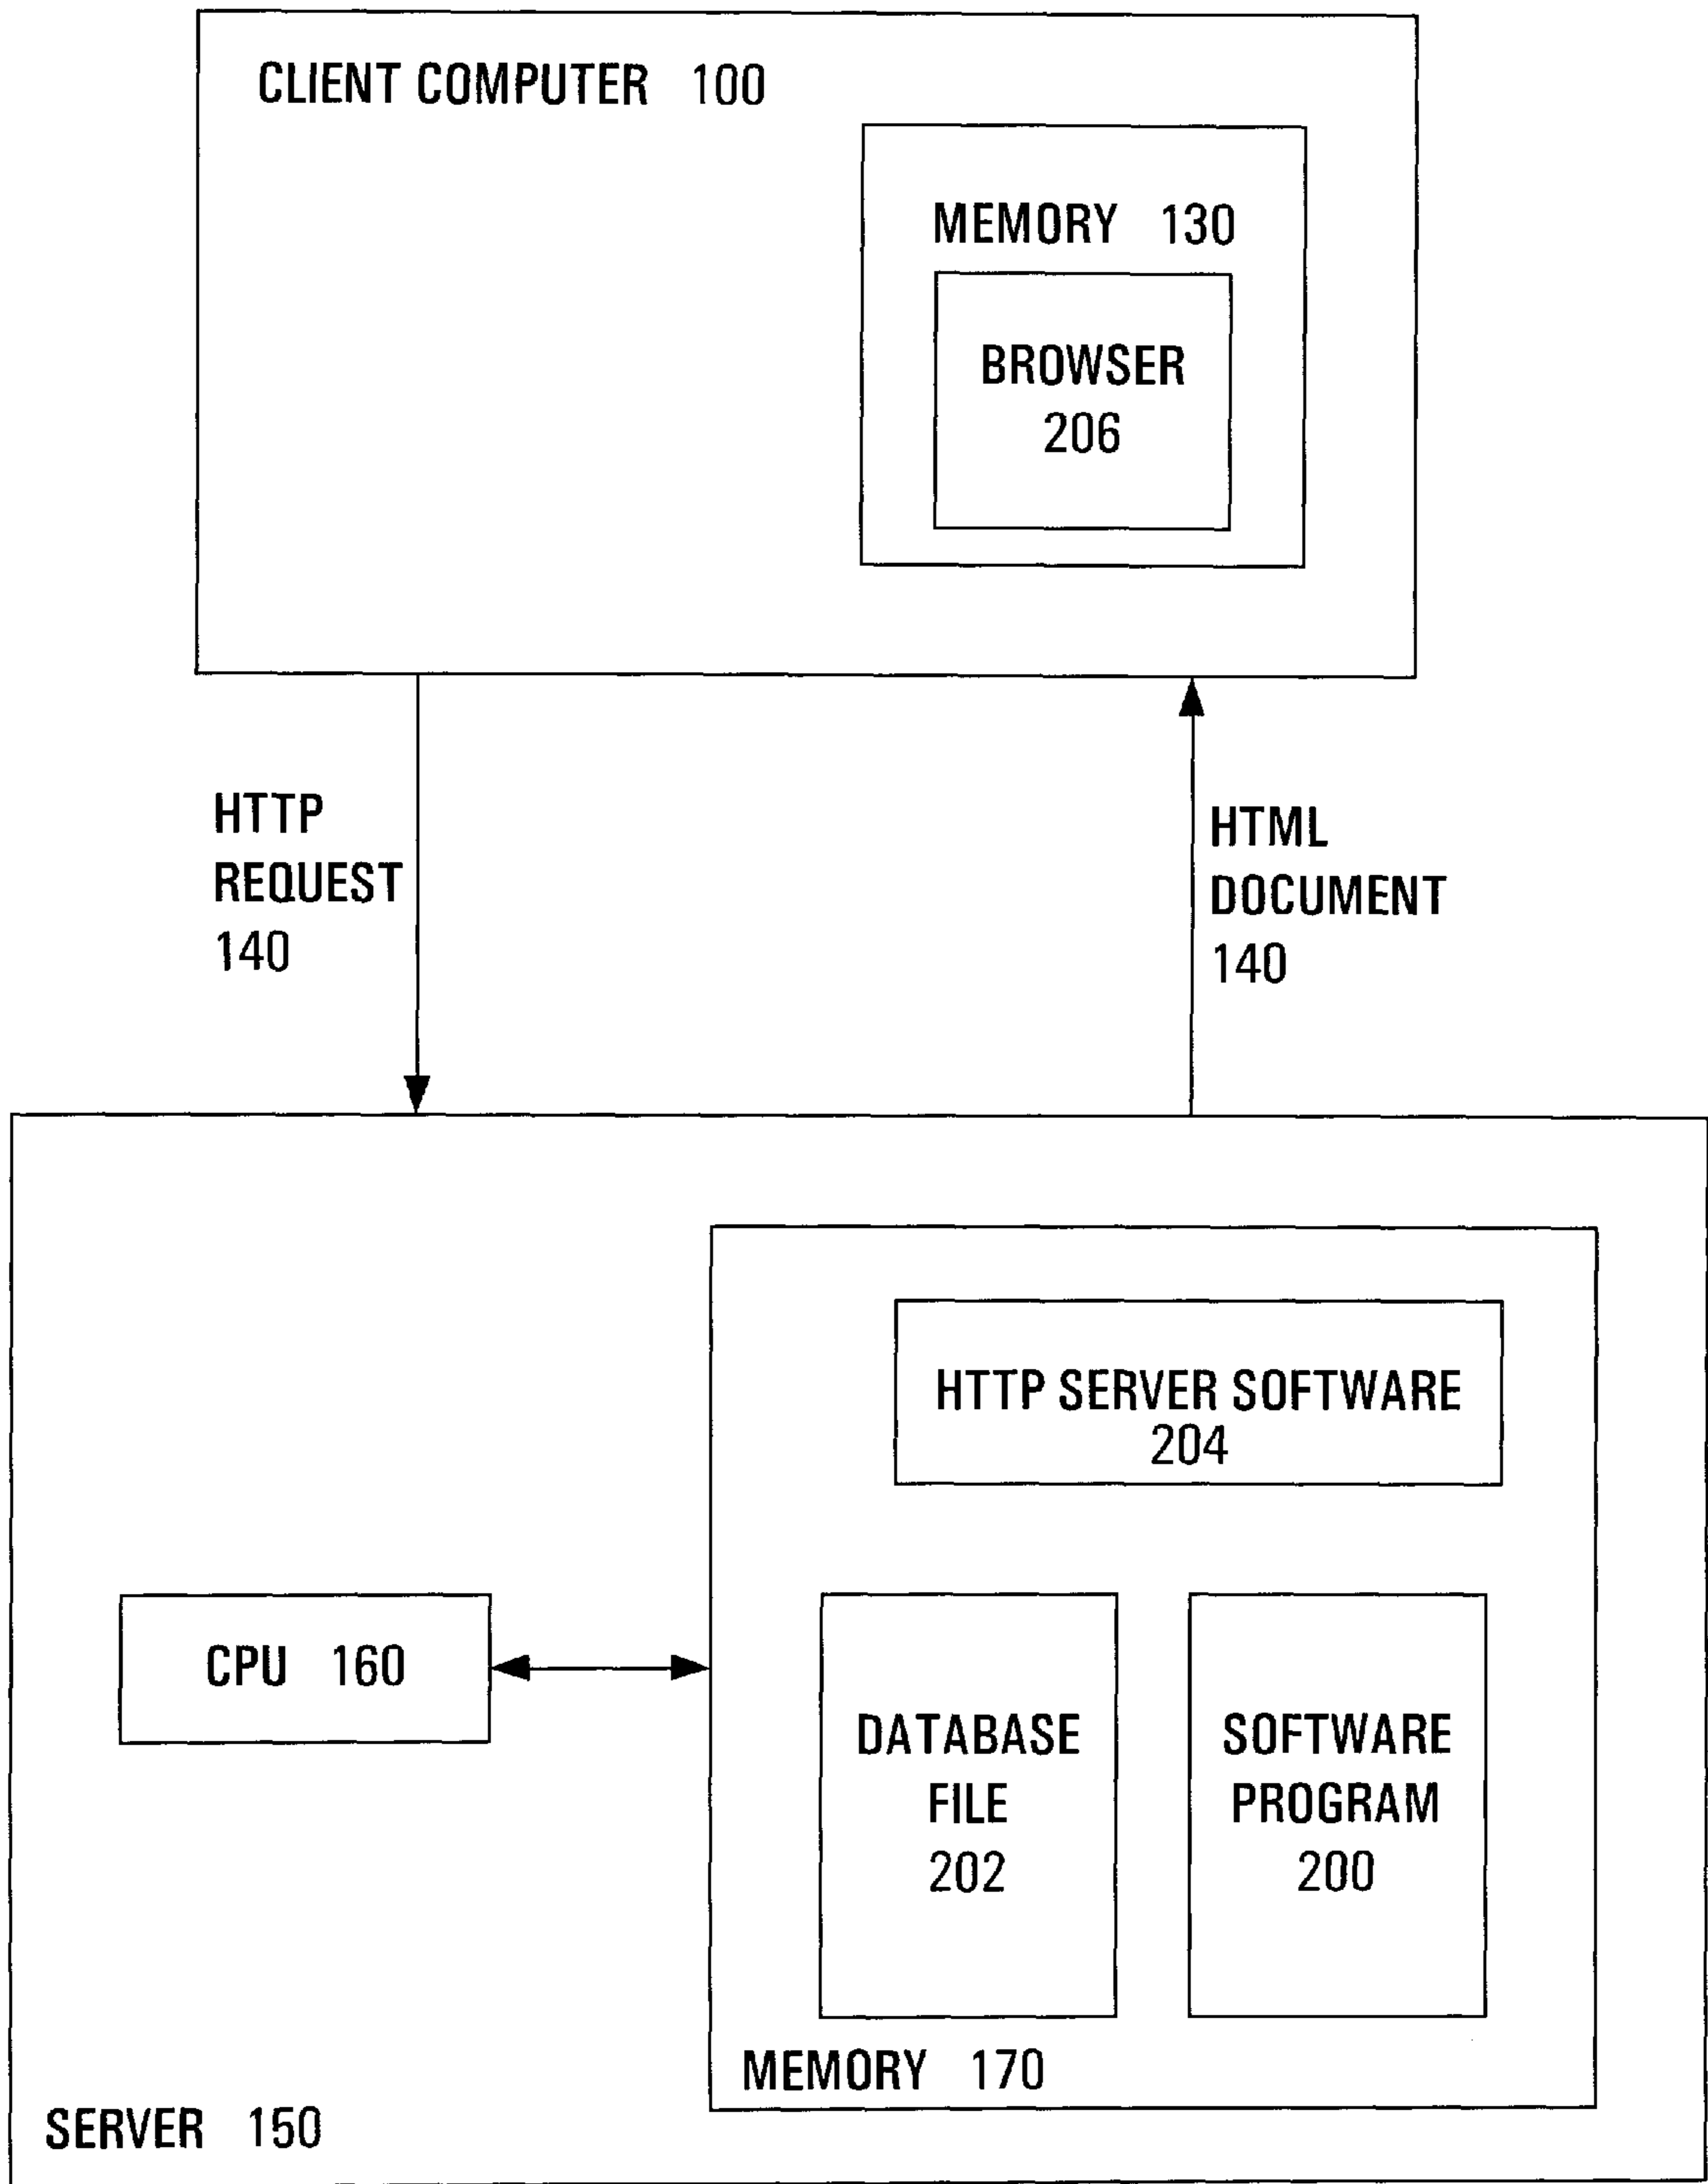 CLIENT COMPUTER 100
MEMORY 130
BROWSER
206
HTTP
REQUEST
140
HTML
DOCUMENT
140
HTTP SERVER SOFTWARE
204
CPU 160
DATABASE
FILE
202
SOFTWARE
PROGRAM
200
MEMORY 170
SERVER 150